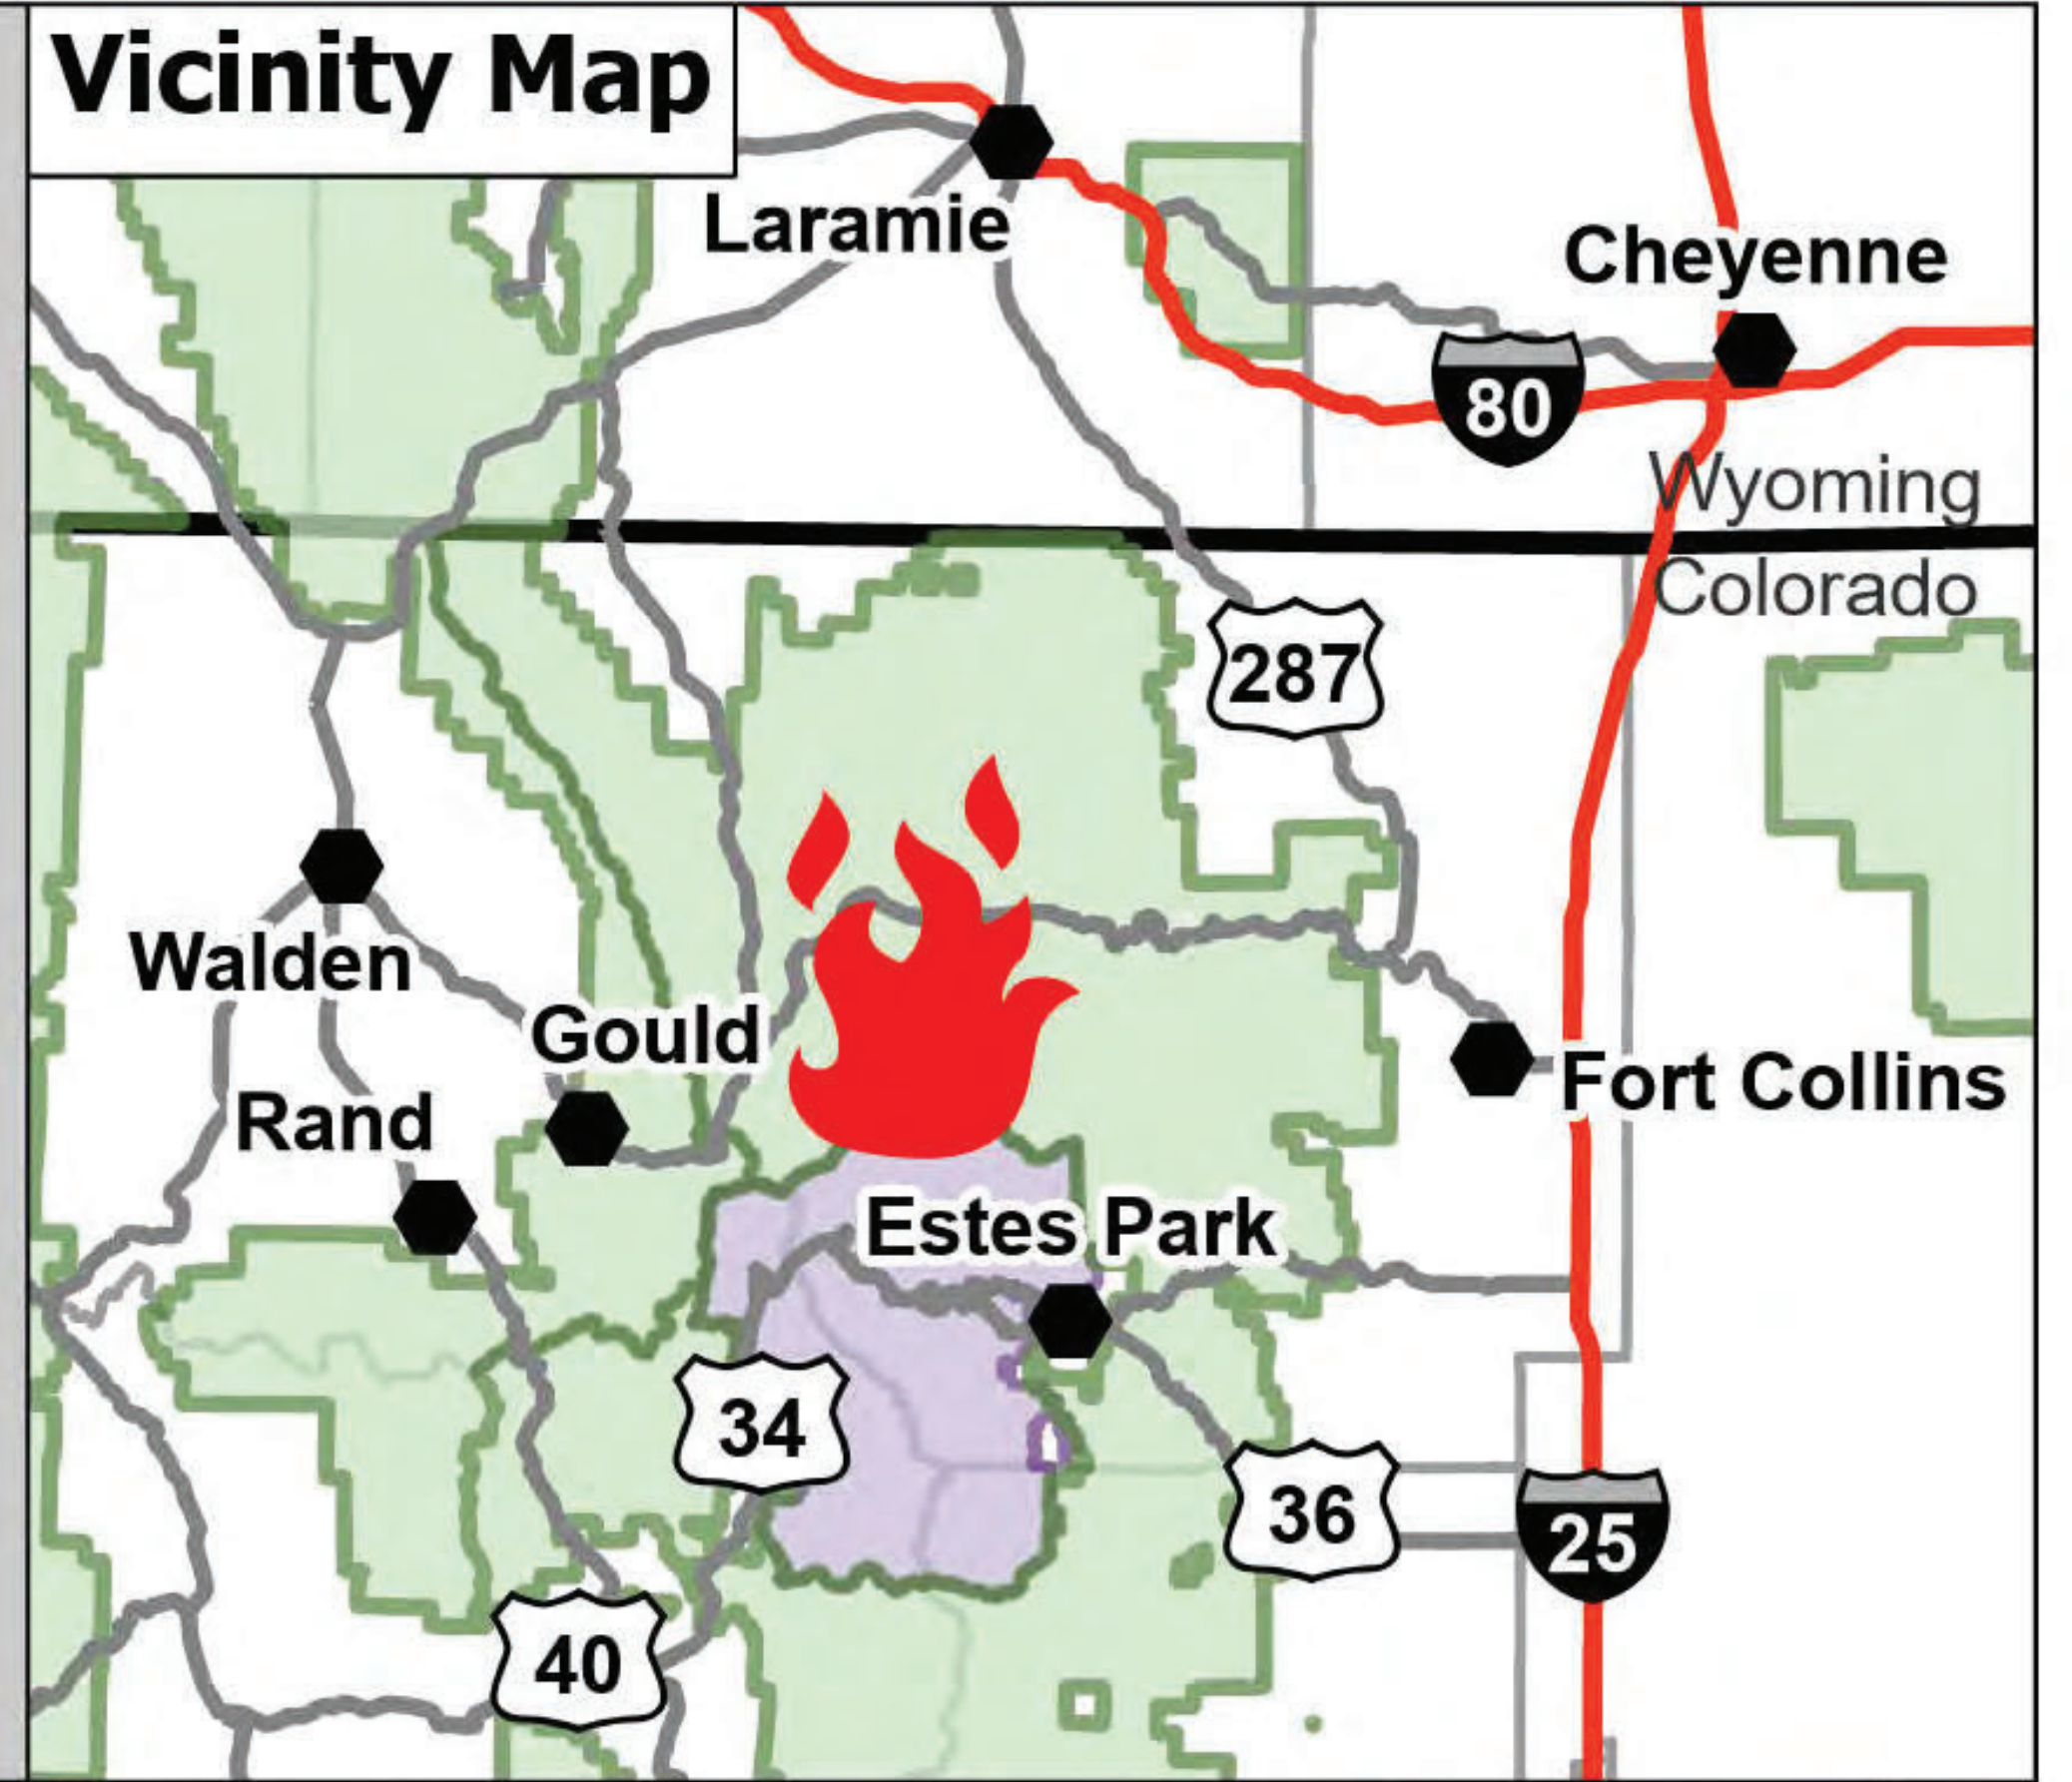 Vicinity Map
Laramie
Cheyenne
80
Wyoming
Colorado
287
Walden
Gould
Rand
Fort Collins
Estes Park
34
36
25
40